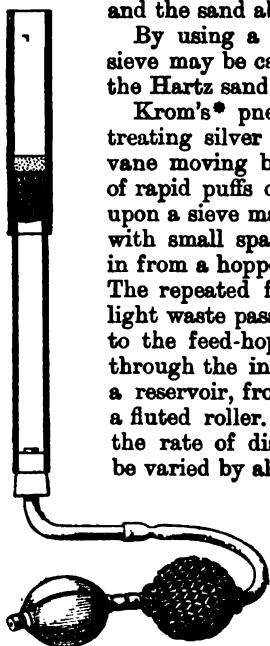 and the sand al
By using a
sieve may be ca
the Hartz sand
Krom's* pne
treating silver
vane moving b
of rapid puffs o
upon a sieve ma
with small spa
in from a hoppe
The repeated f
light waste pass
to the feed-hop
through the in
a reservoir, fro
a fluted roller.
the rate of dis
be varied by al